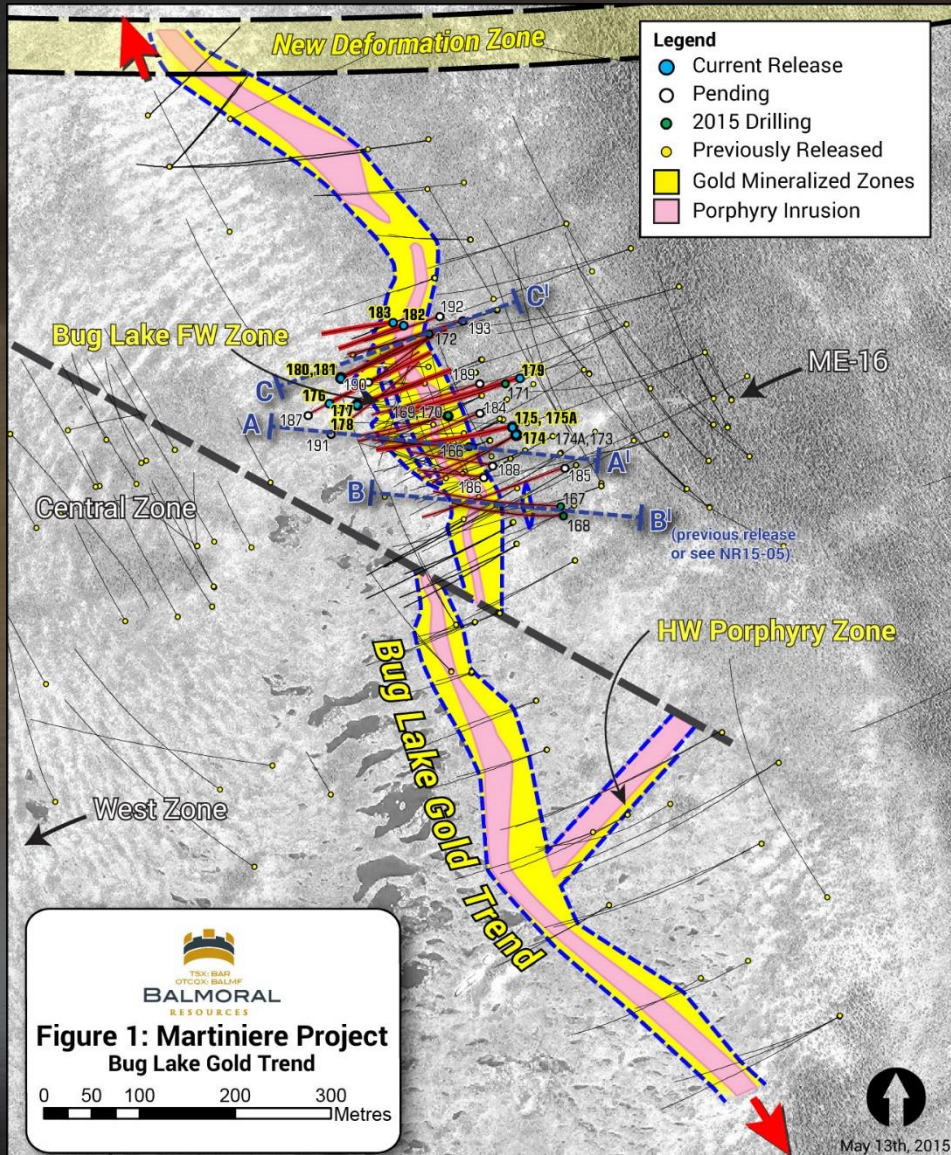 New Deformation Zone
Legend
Current Release
Pending
2015 Drilling
Previously Released
Gold Mineralized Zones
Porphyry Inrusion
C|
192
183
182
193
172
Bug Lake FW Zone
180,181
190
189
179
171
ME-16
C
176
177
178
187
169,170
184
175, 175A
A
191
166
174
174A, 173
A|
188
185
186
Central Zone
B
167
168
B|
(previous release
or see NR15-05)
HW Porphyry Zone
Bug Lake Gold Trend
West Zone
TSX: BAR
OTCQX: BALMF
BALMORAL
RESOURCES
Figure 1: Martiniere Project
Bug Lake Gold Trend
0 50 100 200 300
Metres
May 13th, 2015